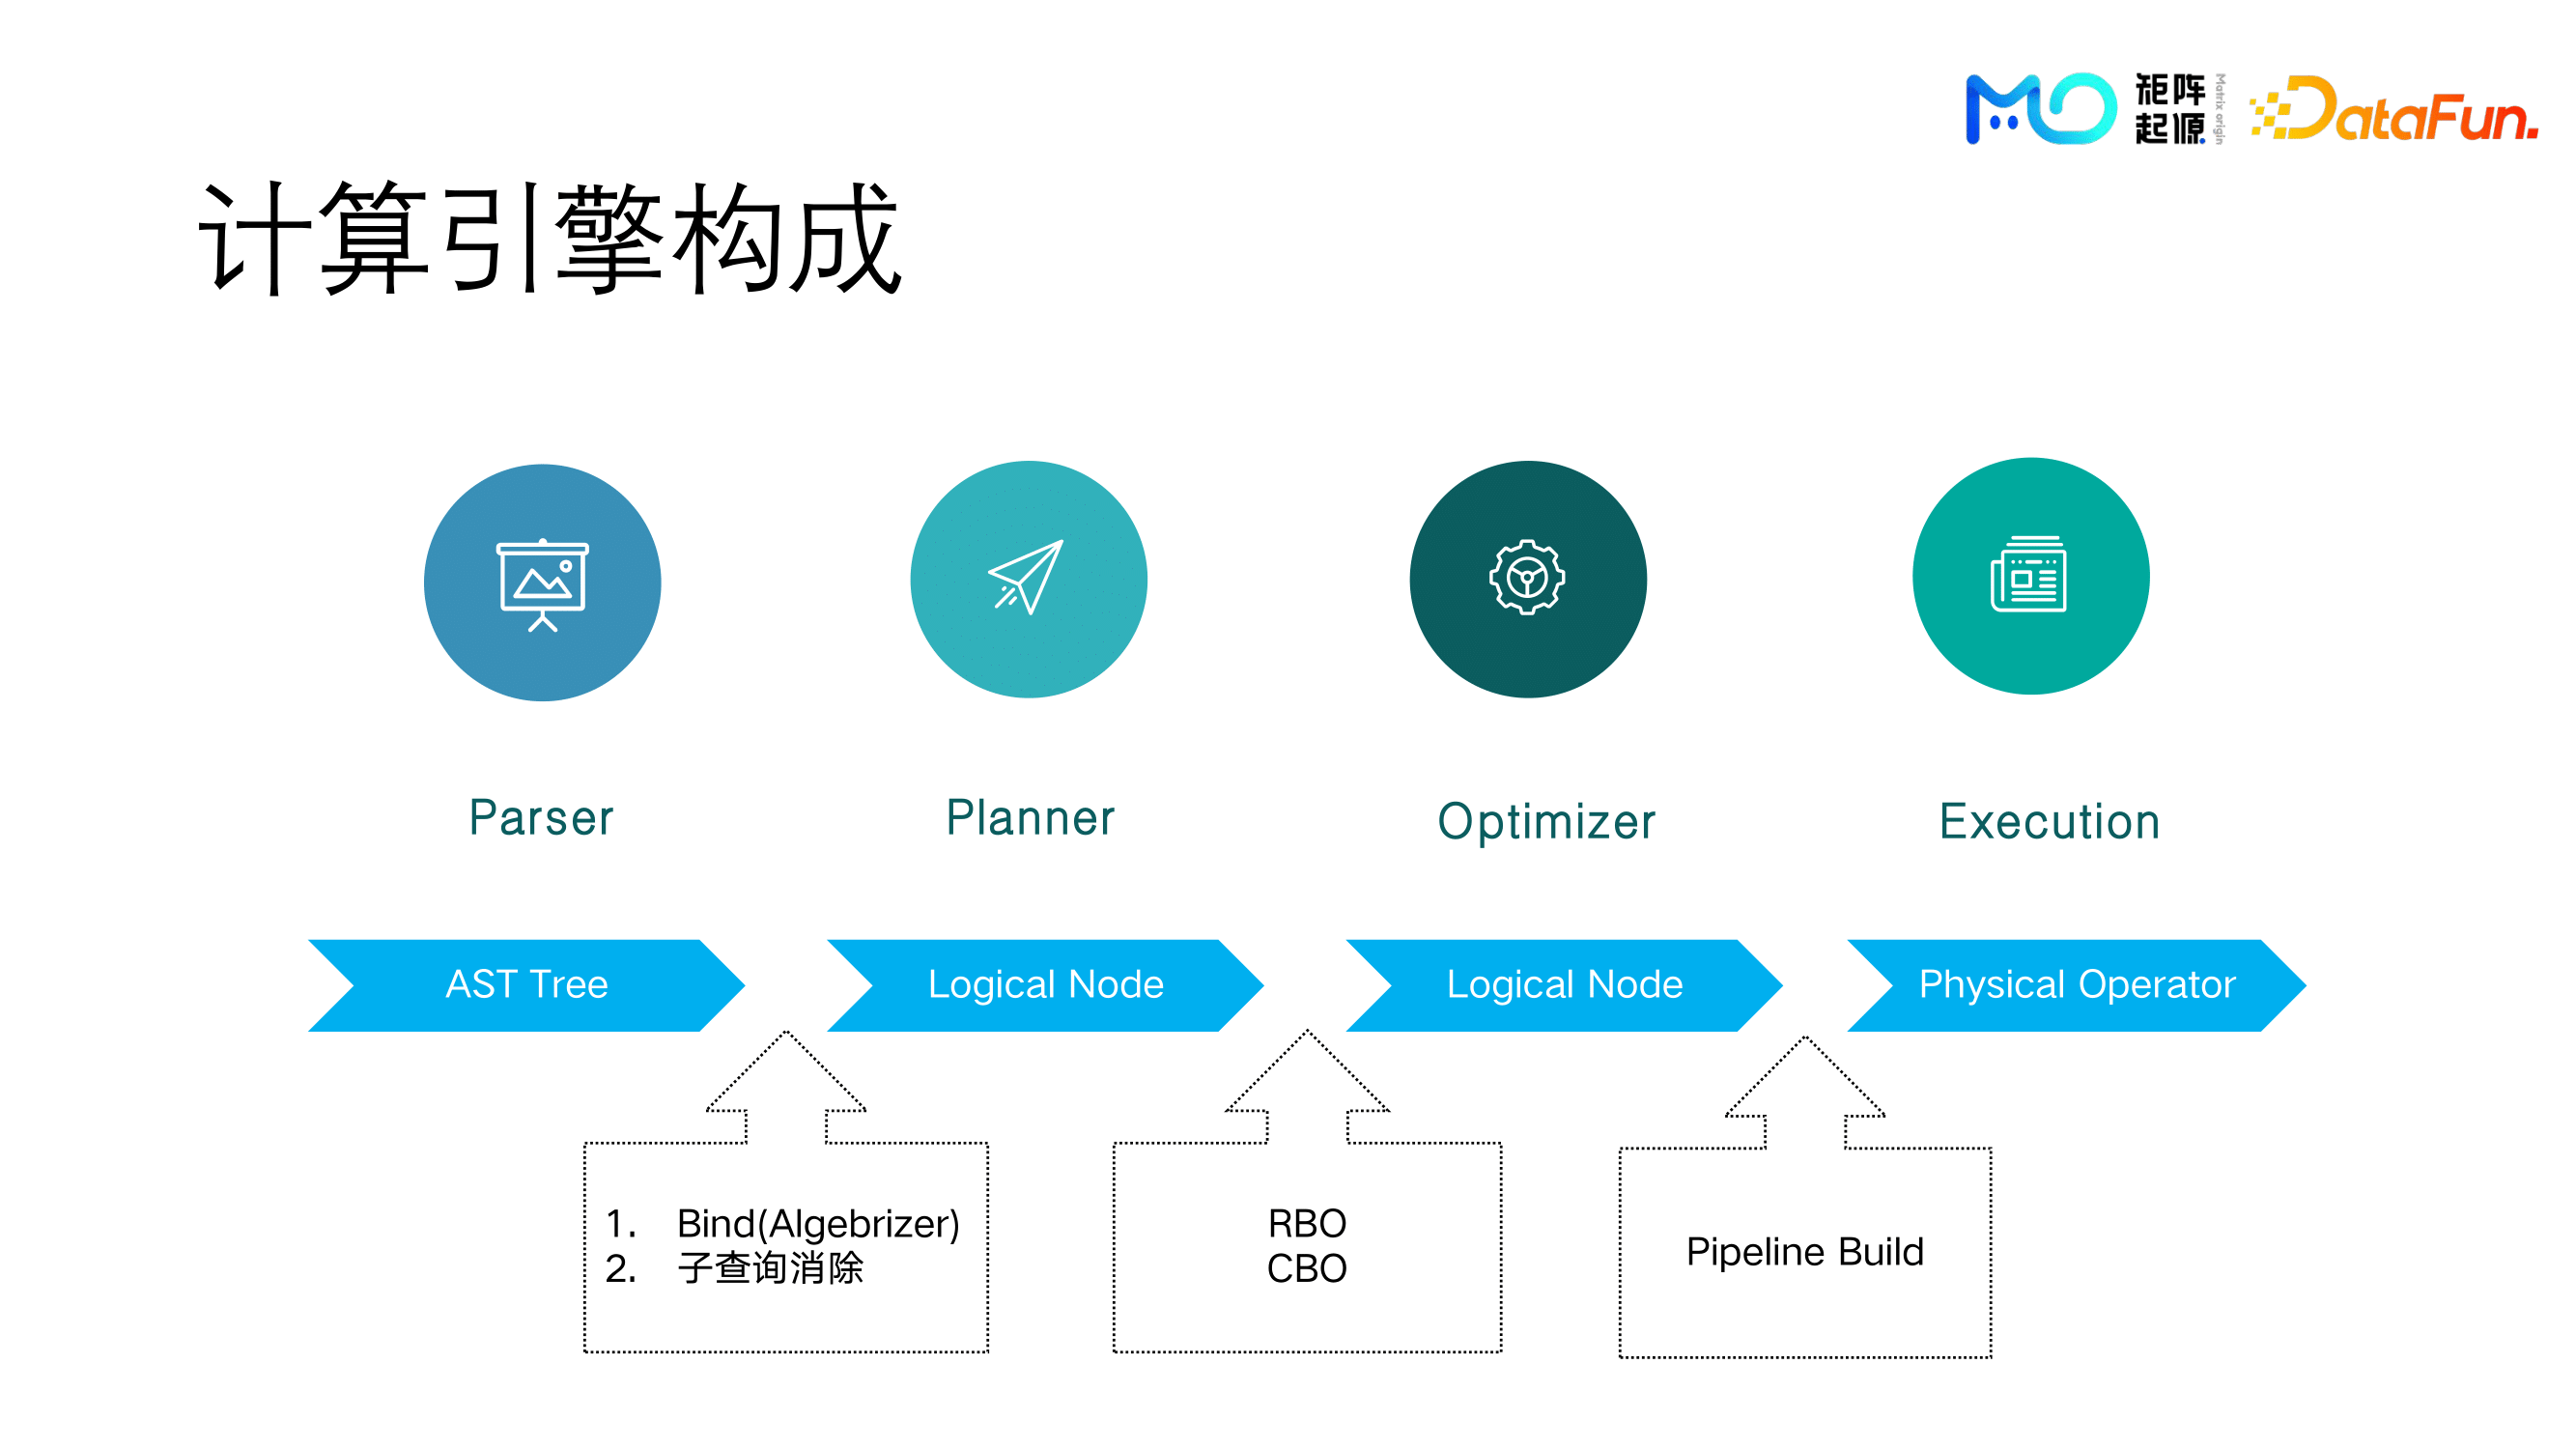 矩阵
起源
Matrix origin
DataFun.
计算引擎构成
Parser
Planner
Optimizer
Execution
AST Tree
Logical Node
Logical Node
Physical Operator
1. Bind(Algebrizer)
2. 子查询消除
RBO
CBO
Pipeline Build